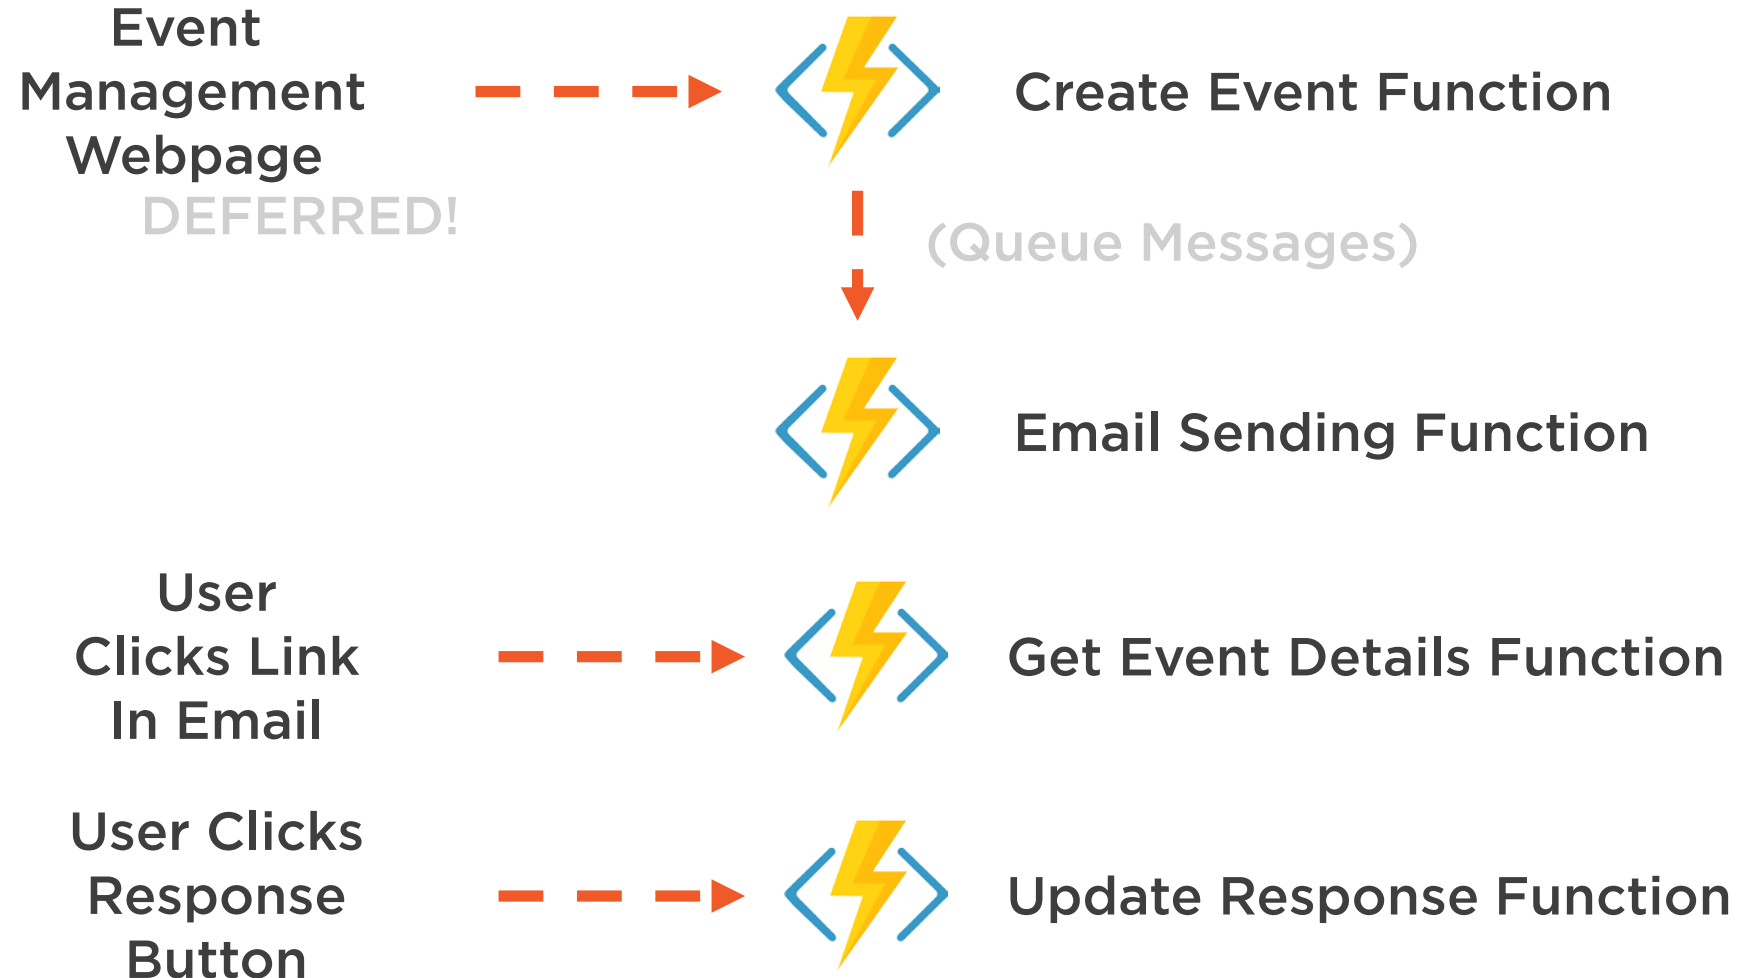 Event
Management
Webpage
DEFERRED!
Create Event Function
(Queue Messages)
Email Sending Function
User
Clicks Link
In Email
Get Event Details Function
User Clicks
Response
Button
Update Response Function